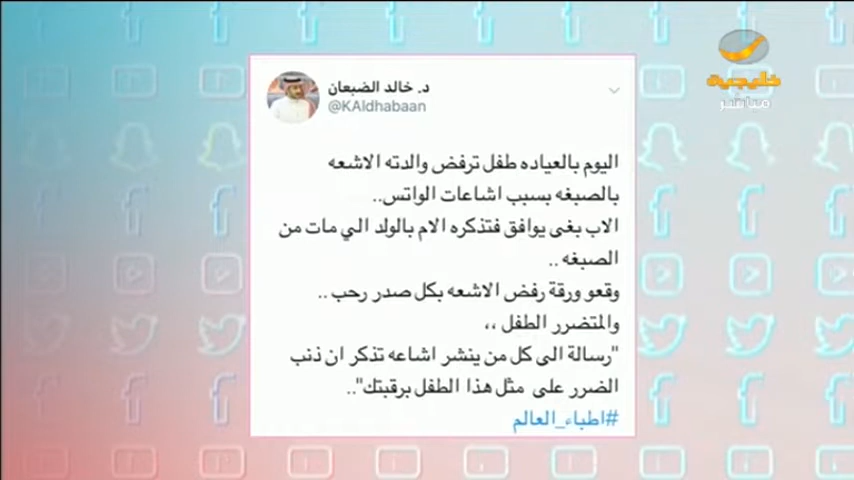 خليجية
مباشر
د. خالد الضبعان
@KAldhabaan
اليوم بالعياده طفل ترفض والدته الاشعه
بالصبغه بسبب اشاعات الواتس..
الاب بغى يوافق فتذكره الام بالولد الي مات من
الصبغه ..
وقعو ورقة رفض الاشعه بكل صدر رحب ..
والمتضرر الطفل ،،
"رسالة الى كل من ينشر اشاعه تذكر ان ذنب
الضرر على مثل هذا الطفل برقبتك"..
#اطباء_العالم